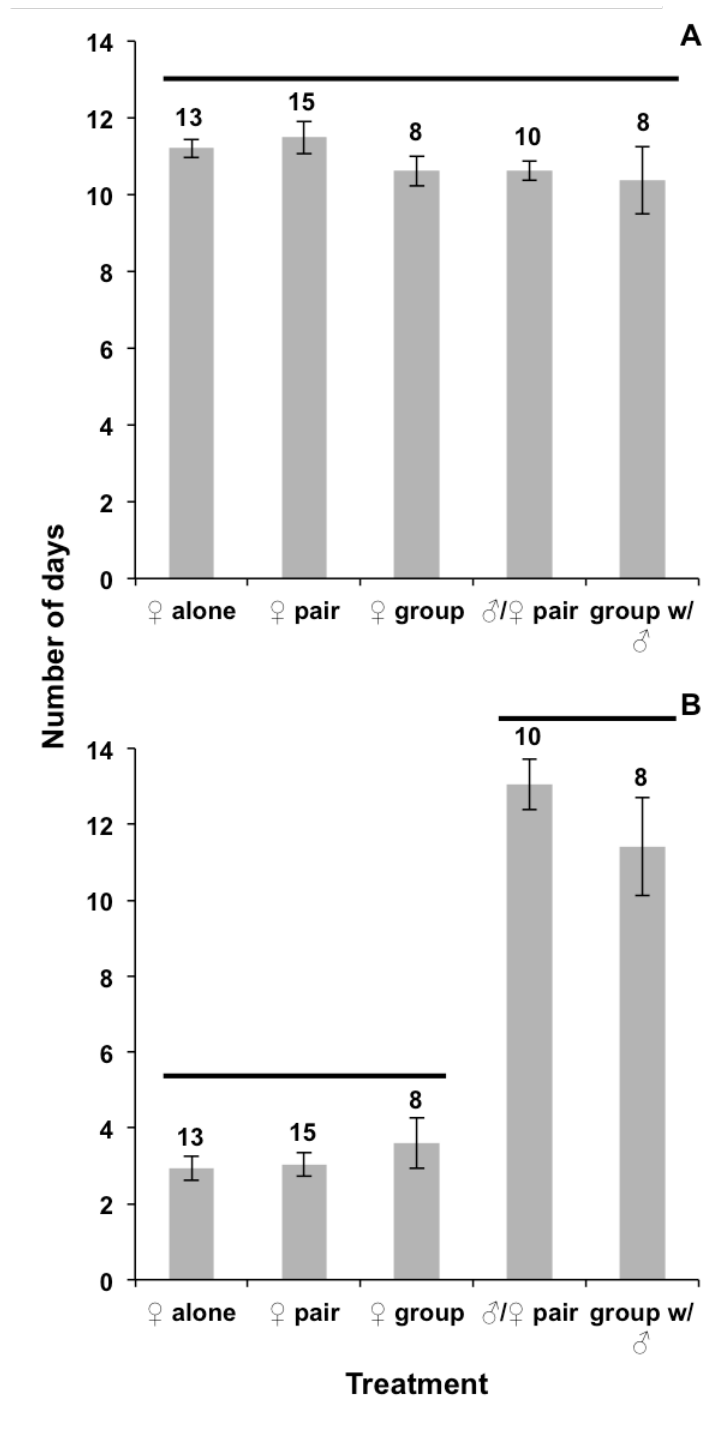 A
14
12
10
8
6
4
2
0
13
15
8
10
8
♀ alone
♀ pair
♀ group
♂/♀ pair
group w/
♂
Number of days
B
14
12
10
8
6
4
2
0
13
15
8
10
8
♀ alone
♀ pair
♀ group
♂/♀ pair
group w/
♂
Treatment